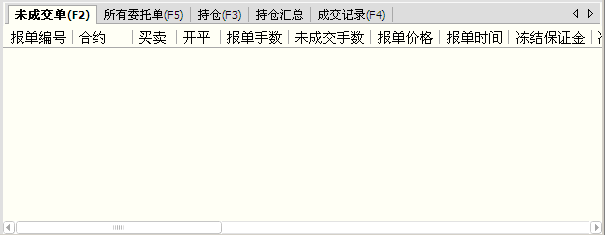 未成交单(F2) 所有委托单(F5) 持仓(F3) 持仓汇总 成交记录(F4)
报单编号 合约 买卖 开平 报单手数 未成交手数 报单价格 报单时间 冻结保证金